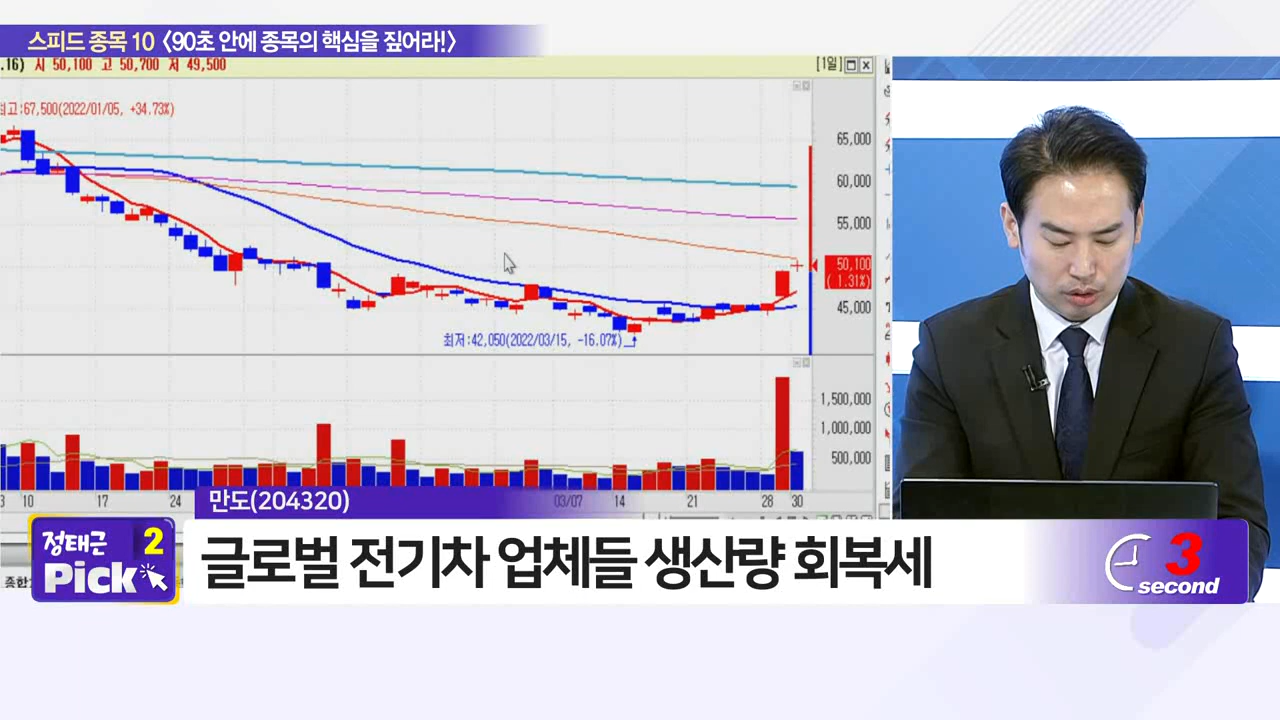 스피드 종목 10 <90초 안에 종목의 핵심을 짚어라!>
.16) 시 50,100 고 50,700 저 49,500
[1일]
최고:67,500(2022/01/05, +34.73%)
65,000
60,000
55,000
50,100
( 1.31%)
45,000
최저:42,050(2022/03/15, -16.07%)
1,500,000
1,000,000
500,000
10 17 24 03/07 14 21 28 30
만도(204320)
정태근 2
Pick
글로벌 전기차 업체들 생산량 회복세
3
second